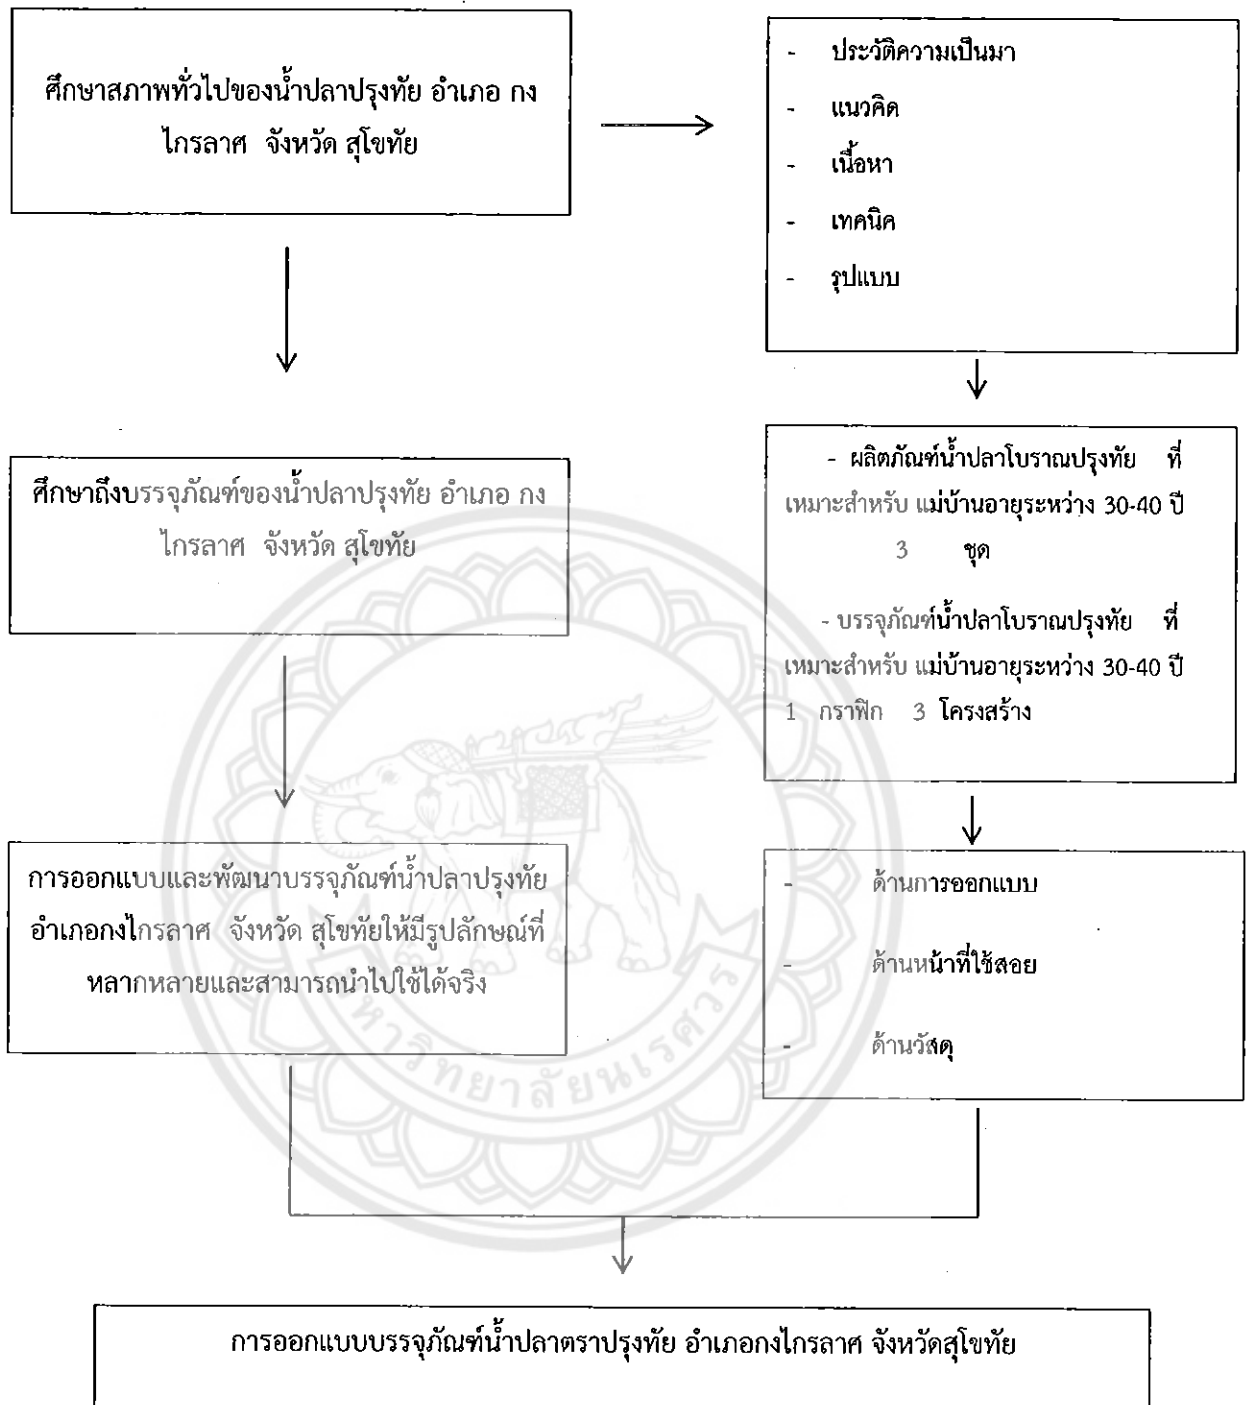 ศึกษาสภาพทั่วไปของน้ำปลาปรุงทัย อำเภอ กง
ไกรลาศ จังหวัด สุโขทัย
- ประวัติความเป็นมา
- แนวคิด
- เนื้อหา
- เทคนิค
- รูปแบบ
ศึกษาถึงบรรจุภัณฑ์ของน้ำปลาปรุงทัย อำเภอ กง
ไกรลาศ จังหวัด สุโขทัย
- ผลิตภัณฑ์น้ำปลาโบราณปรุงทัย ที่
เหมาะสำหรับ แม่บ้านอายุระหว่าง 30-40 ปี
3 ชุด
- บรรจุภัณฑ์น้ำปลาโบราณปรุงทัย ที่
เหมาะสำหรับ แม่บ้านอายุระหว่าง 30-40 ปี
1 กราฟิก 3 โครงสร้าง
การออกแบบและพัฒนาบรรจุภัณฑ์น้ำปลาปรุงทัย
อำเภอกงไกรลาศ จังหวัด สุโขทัยให้มีรูปลักษณ์ที่
หลากหลายและสามารถนำไปใช้ได้จริง
- ด้านการออกแบบ
- ด้านหน้าที่ใช้สอย
- ด้านวัสดุ
มหาวิทยาลัยนเรศวร
การออกแบบบรรจุภัณฑ์น้ำปลาตราปรุงทัย อำเภอกงไกรลาศ จังหวัดสุโขทัย